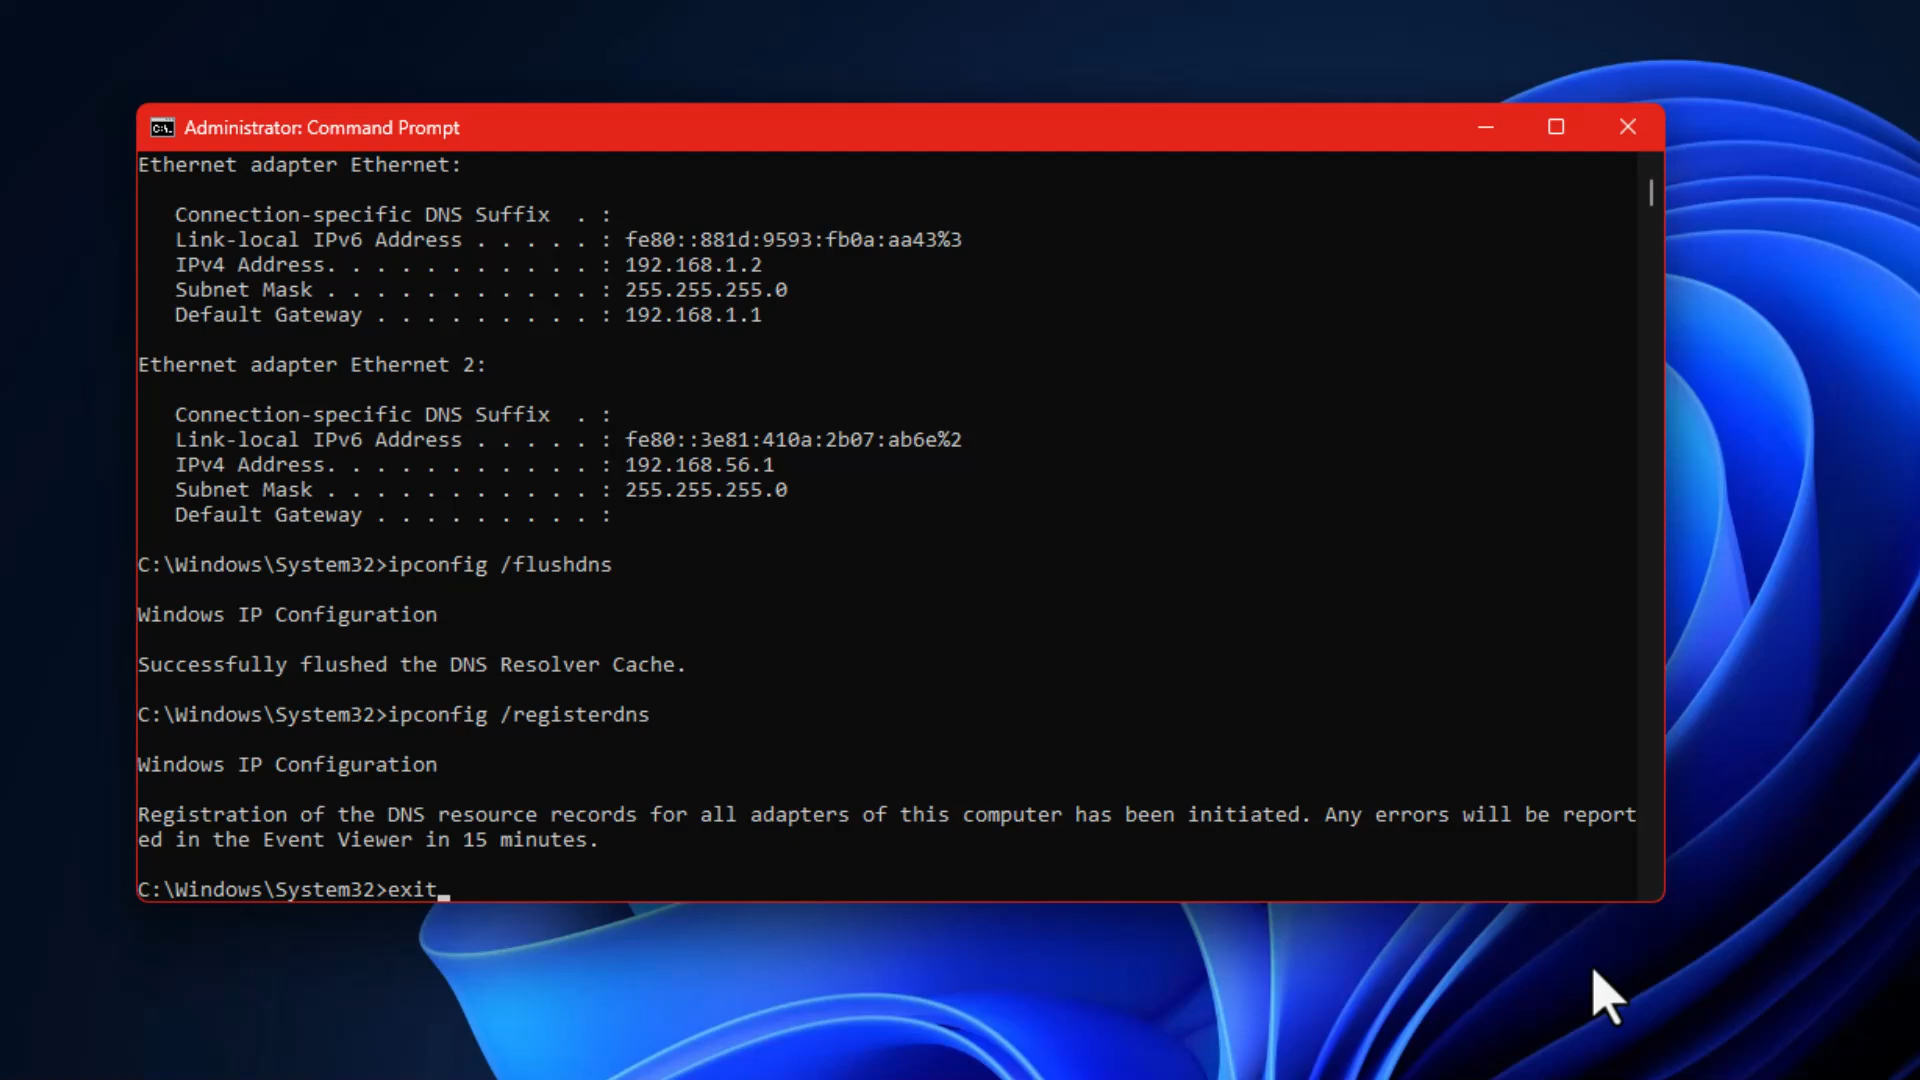 Administrator: Command Prompt
Ethernet adapter Ethernet:
Connection-specific DNS Suffix  . :
Link-local IPv6 Address . . . . . : fe80::881d:9593:fb0a:aa43%3
IPv4 Address. . . . . . . . . . . : 192.168.1.2
Subnet Mask . . . . . . . . . . . : 255.255.255.0
Default Gateway . . . . . . . . . : 192.168.1.1
Ethernet adapter Ethernet 2:
Connection-specific DNS Suffix  . :
Link-local IPv6 Address . . . . . : fe80::3e81:410a:2b07:ab6e%2
IPv4 Address. . . . . . . . . . . : 192.168.56.1
Subnet Mask . . . . . . . . . . . : 255.255.255.0
Default Gateway . . . . . . . . . :
C:\Windows\System32>ipconfig /flushdns
Windows IP Configuration
Successfully flushed the DNS Resolver Cache.
C:\Windows\System32>ipconfig /registerdns
Windows IP Configuration
Registration of the DNS resource records for all adapters of this computer has been initiated. Any errors will be report
ed in the Event Viewer in 15 minutes.
C:\Windows\System32>exit